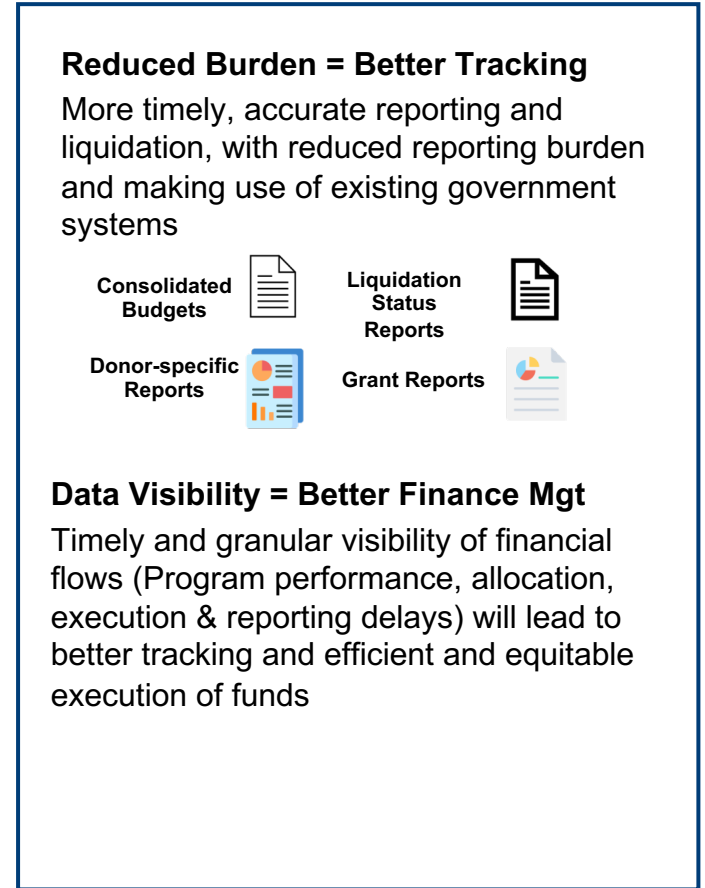 Reduced Burden = Better Tracking
More timely, accurate reporting and
liquidation, with reduced reporting burden
and making use of existing government
systems
Consolidated
Budgets
Liquidation
Status
Reports
Donor-specific
Reports
Grant Reports
Data Visibility = Better Finance Mgt
Timely and granular visibility of financial
flows (Program performance, allocation,
execution & reporting delays) will lead to
better tracking and efficient and equitable
execution of funds